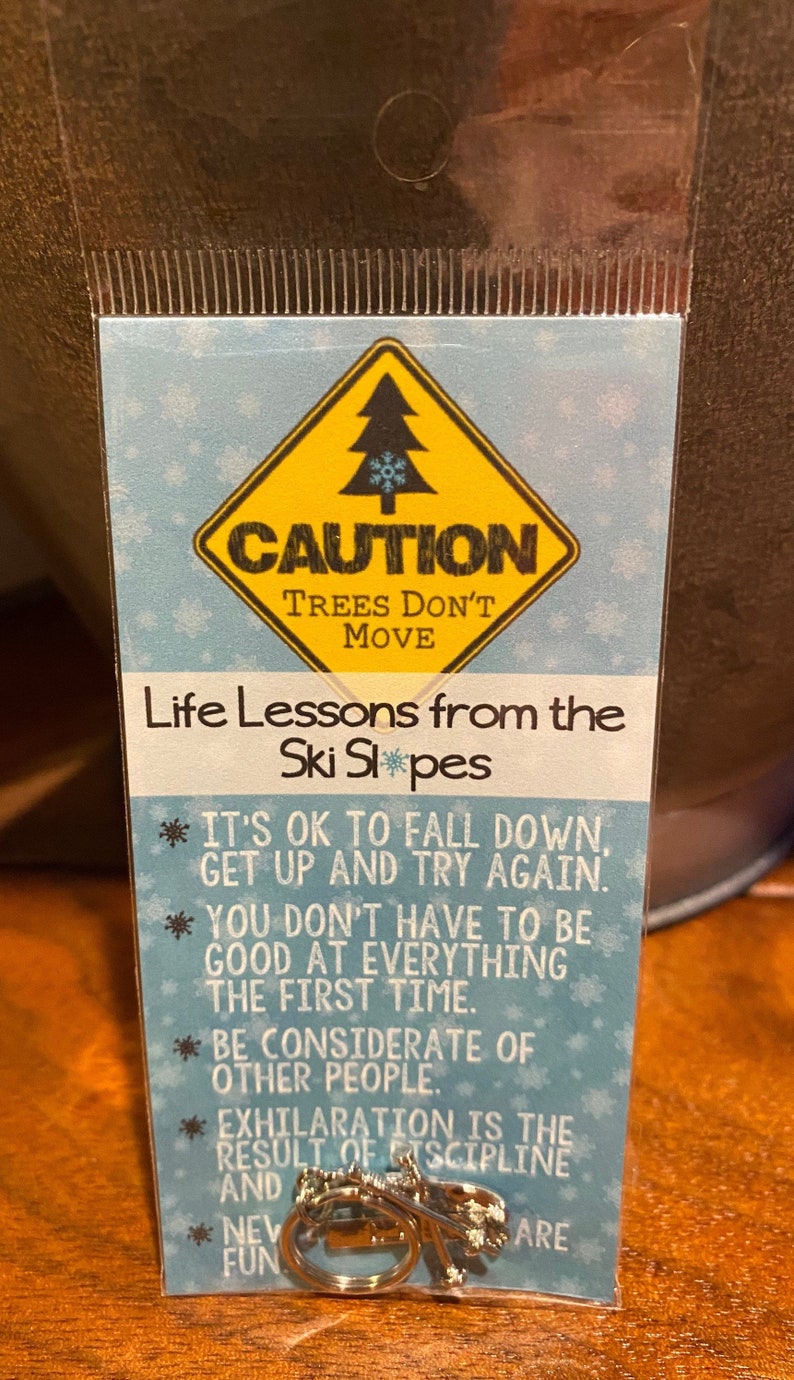 CAUTION
TREES DON'T
MOVE
Life Lessons from the
Ski Slopes
IT'S OK TO FALL DOWN,
GET UP AND TRY AGAIN.
YOU DON'T HAVE TO BE
GOOD AT EVERYTHING
THE FIRST TIME.
BE CONSIDERATE OF
OTHER PEOPLE.
EXHILARATION IS THE
RESULT OF DISCIPLINE
AND
ARE
FUN